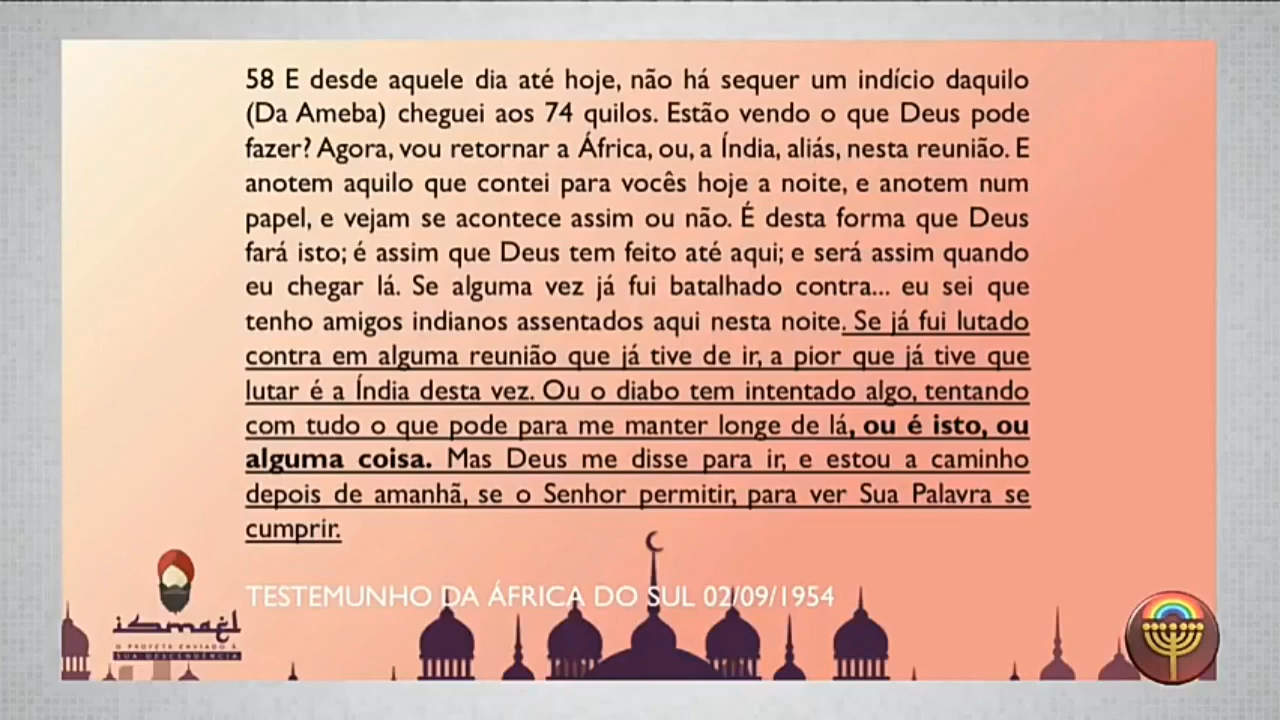 58 E desde aquele dia até hoje, não há sequer um indício daquilo
(Da Ameba) cheguei aos 74 quilos. Estão vendo o que Deus pode
fazer? Agora, vou retornar a África, ou, a Índia, aliás, nesta reunião. E
anotem aquilo que contei para vocês hoje a noite, e anotem num
papel, e vejam se acontece assim ou não. É desta forma que Deus
fará isto; é assim que Deus tem feito até aqui; e será assim quando
eu chegar lá. Se alguma vez já fui batalhado contra... eu sei que
tenho amigos indianos assentados aqui nesta noite. Se já fui lutado
contra em alguma reunião que já tive de ir, a pior que já tive que
lutar é a Índia desta vez. Ou o diabo tem intentado algo, tentando
com tudo o que pode para me manter longe de lá, ou é isto, ou
alguma coisa. Mas Deus me disse para ir, e estou a caminho
depois de amanhã, se o Senhor permitir, para ver Sua Palavra se
cumprir.
TESTEMUNHO DA ÁFRICA DO SUL 02/09/1954
ismaël
O PROFETA ENVIADO À
SUA DESCENDÊNCIA